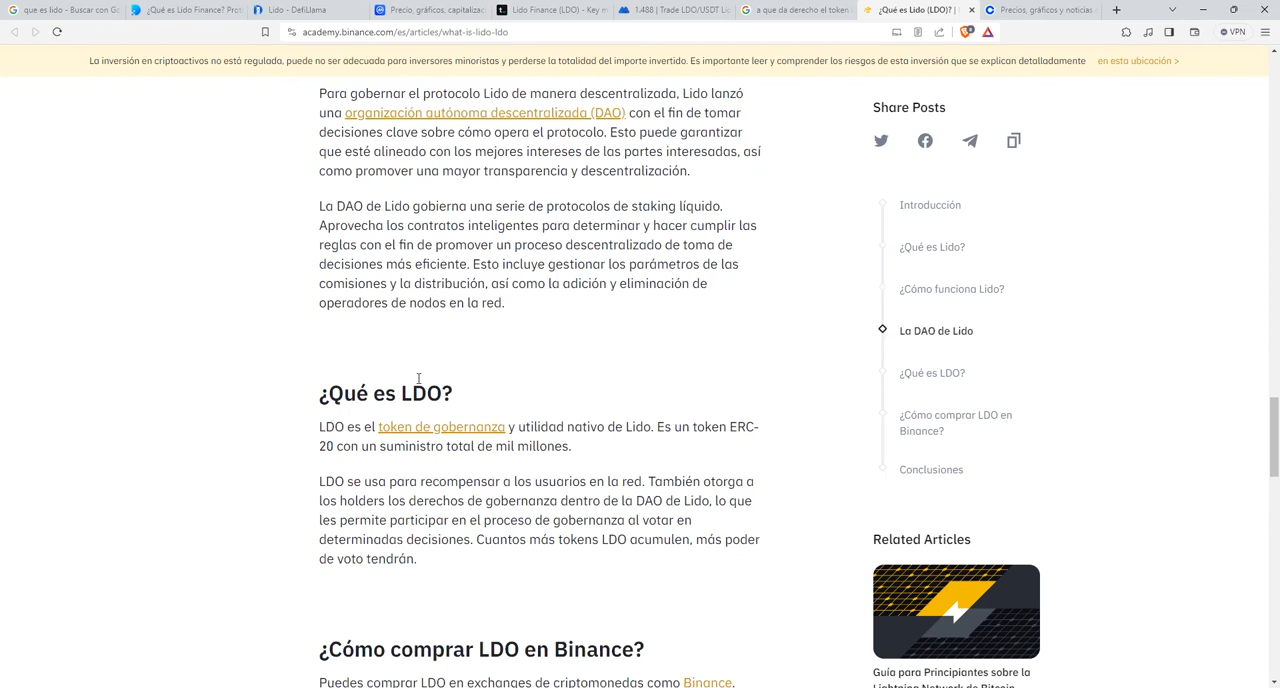 que es lido - Buscar con Go
¿Qué es Lido Finance? Pro
Lido - DefiLlama
Precio, gráficos, capitalizac
Lido Finance (LDO) - Key m
1.488 | Trade LDO/USDT Li
a que da derecho el token
¿Qué es Lido (LDO)? |
Precios, gráficos y noticias
academy.binance.com/es/articles/what-is-lido-ldo
VPN
La inversión en criptoactivos no está regulada, puede no ser adecuada para inversores minoristas y perderse la totalidad del importe invertido. Es importante leer y comprender los riesgos de esta inversión que se explican detalladamente en esta ubicación >
Para gobernar el protocolo Lido de manera descentralizada, Lido lanzó
una organización autónoma descentralizada (DAO) con el fin de tomar
decisiones clave sobre cómo opera el protocolo. Esto puede garantizar
que esté alineado con los mejores intereses de las partes interesadas, así
como promover una mayor transparencia y descentralización.
La DAO de Lido gobierna una serie de protocolos de staking líquido.
Aprovecha los contratos inteligentes para determinar y hacer cumplir las
reglas con el fin de promover un proceso descentralizado de toma de
decisiones más eficiente. Esto incluye gestionar los parámetros de las
comisiones y la distribución, así como la adición y eliminación de
operadores de nodos en la red.
¿Qué es LDO?
LDO es el token de gobernanza y utilidad nativo de Lido. Es un token ERC-
20 con un suministro total de mil millones.
LDO se usa para recompensar a los usuarios en la red. También otorga a
los holders los derechos de gobernanza dentro de la DAO de Lido, lo que
les permite participar en el proceso de gobernanza al votar en
determinadas decisiones. Cuantos más tokens LDO acumulen, más poder
de voto tendrán.
¿Cómo comprar LDO en Binance?
Puedes comprar LDO en exchanges de criptomonedas como Binance.
Share Posts
Introducción
¿Qué es Lido?
¿Cómo funciona Lido?
La DAO de Lido
¿Qué es LDO?
¿Cómo comprar LDO en
Binance?
Conclusiones
Related Articles
Guía para Principiantes sobre la
Lightning Network de Bitcoin